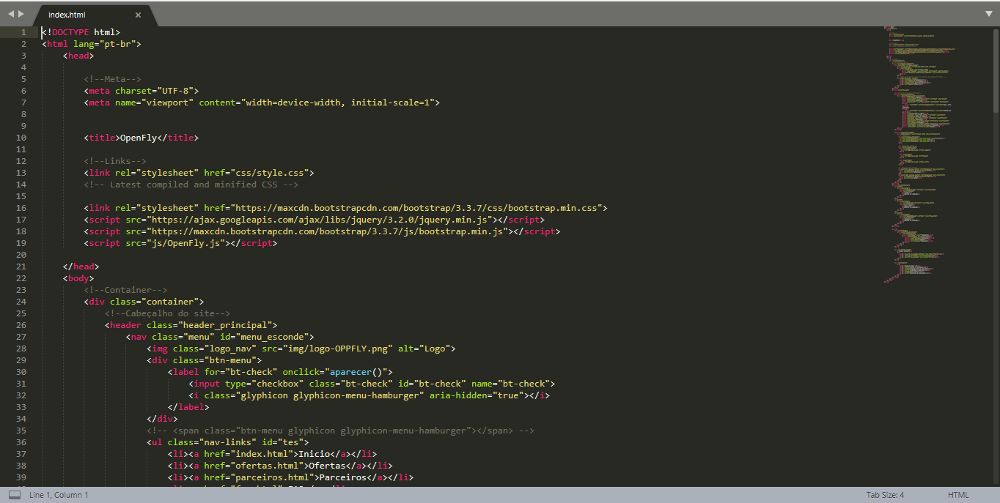 index.html ×
1 <!DOCTYPE html>
2 <html lang="pt-br">
3 <head>
4
5 <!--Meta-->
6 <meta charset="UTF-8">
7 <meta name="viewport" content="width=device-width, initial-scale=1">
8
9
10 <title>OpenFly</title>
11
12 <!--Links-->
13 <link rel="stylesheet" href="css/style.css">
14 <!-- Latest compiled and minified CSS -->
15
16 <link rel="stylesheet" href="https://maxcdn.bootstrapcdn.com/bootstrap/3.3.7/css/bootstrap.min.css">
17 <script src="https://ajax.googleapis.com/ajax/libs/jquery/3.2.0/jquery.min.js"></script>
18 <script src="https://maxcdn.bootstrapcdn.com/bootstrap/3.3.7/js/bootstrap.min.js"></script>
19 <script src="js/OpenFly.js"></script>
20
21 </head>
22 <body>
23 <!--Container-->
24 <div class="container">
25 <!--Cabeçalho do site-->
26 <header class="header_principal">
27 <nav class="menu" id="menu_esconde">
28 <img class="logo_nav" src="img/logo-OPPFLY.png" alt="Logo">
29 <div class="btn-menu">
30 <label for="bt-check" onclick="aparecer()">
31 <input type="checkbox" class="bt-check" id="bt-check" name="bt-check">
32 <i class="glyphicon glyphicon-menu-hamburger" aria-hidden="true"></i>
33 </label>
34 </div>
35 <!-- <span class="btn-menu glyphicon glyphicon-menu-hamburger"></span> -->
36 <ul class="nav-links" id="tes">
37 <li><a href="index.html">Inicio</a></li>
38 <li><a href="ofertas.html">Ofertas</a></li>
39 <li><a href="parceiros.html">Parceiros</a></li>
Line 1, Column 1
Tab Size: 4
HTML